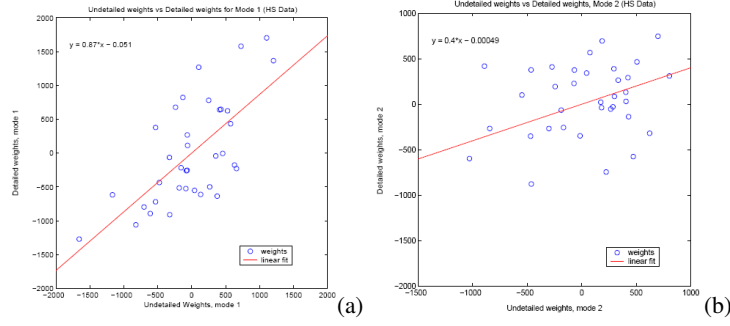 Undetailed weights vs Detailed weights for Mode 1 (HS Data)
2000
1500
1000
500
0
-500
-1000
-1500
2000
Detailed weights, mode 1
y = 0.87*x - 0.051
weights
linear fit
-2000 -1500 -1000 -500 0 500 1000 1500 2000
Undetailed Weights, mode 1
(a)
Undetailed weights vs Detailed weights, Mode 2 (HS Data)
1000
500
0
-500
-1000
-1500
-2000
Detailed weights, mode 2
y = 0.4*x - 0.00049
weights
linear fit
-1500 -1000 -500 0 500 1000
Undetailed weights, mode 2
(b)